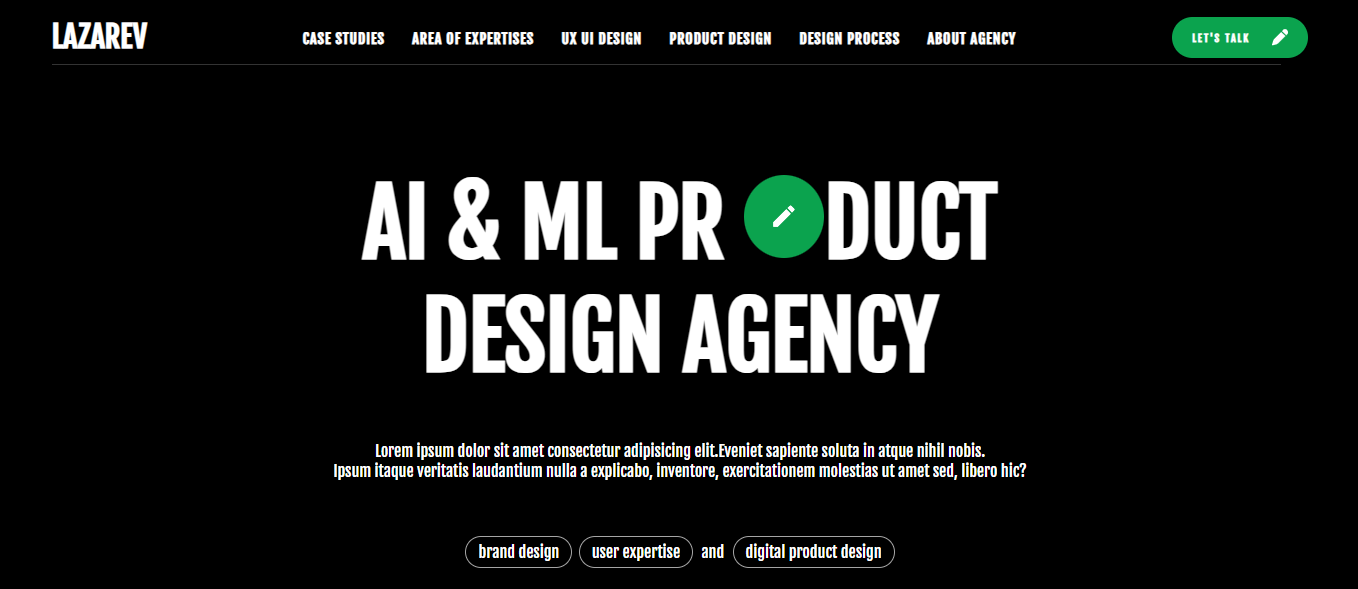 LAZAREV
CASE STUDIES AREA OF EXPERTISES UX UI DESIGN PRODUCT DESIGN DESIGN PROCESS ABOUT AGENCY
LET'S TALK
AI & ML PR DUCT
DESIGN AGENCY
Lorem ipsum dolor sit amet consectetur adipisicing elit.Eveniet sapiente soluta in atque nihil nobis.
Ipsum itaque veritatis laudantium nulla a explicabo, inventore, exercitationem molestias ut amet sed, libero hic?
brand design user expertise and digital product design